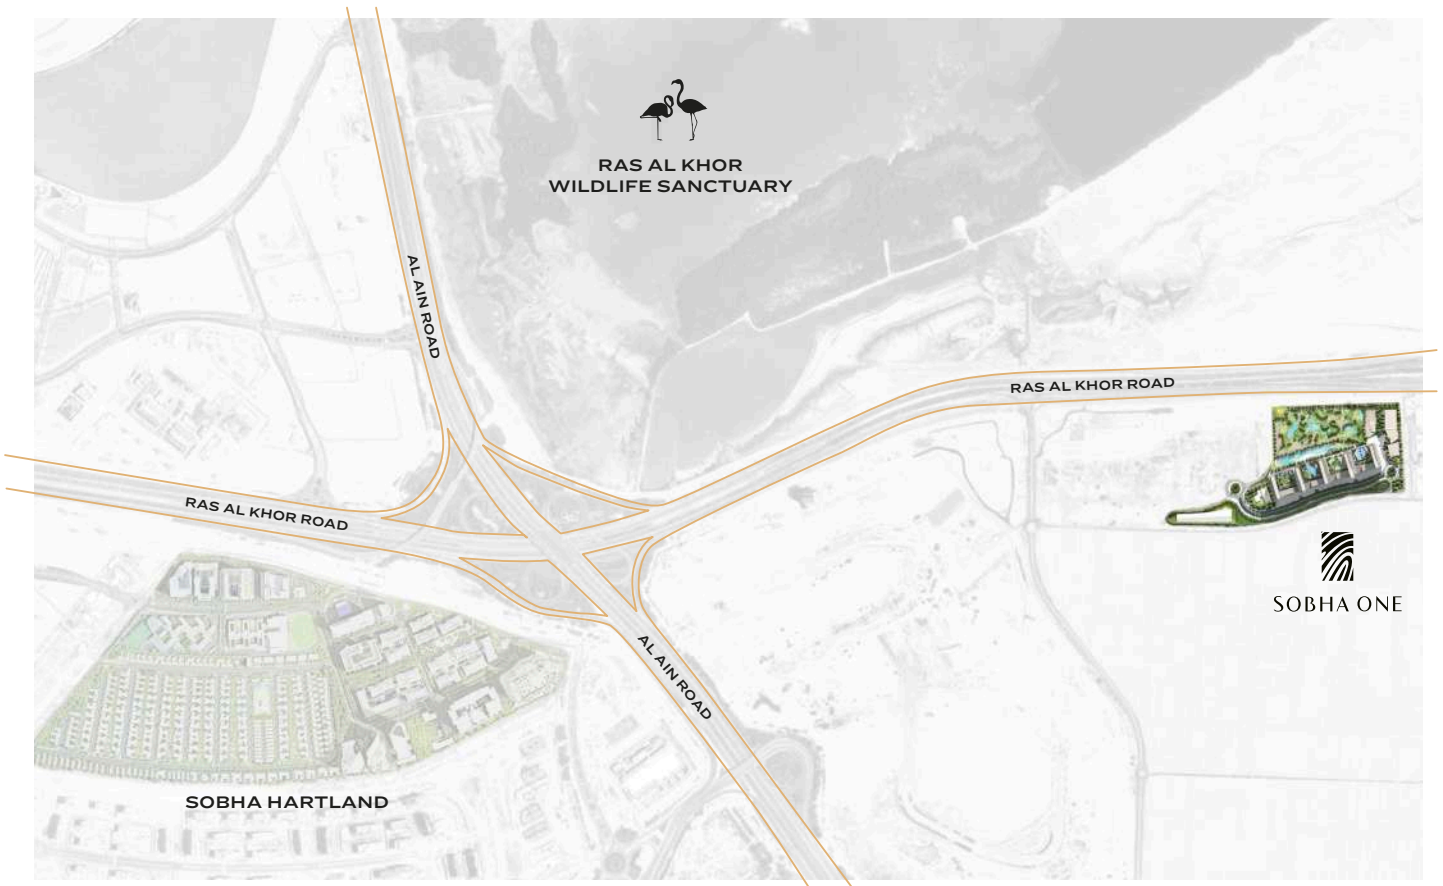 RAS AL KHOR
WILDLIFE SANCTUARY
AL AIN ROAD
RAS AL KHOR ROAD
RAS AL KHOR ROAD
SOBHA ONE
AL AIN ROAD
SOBHA HARTLAND